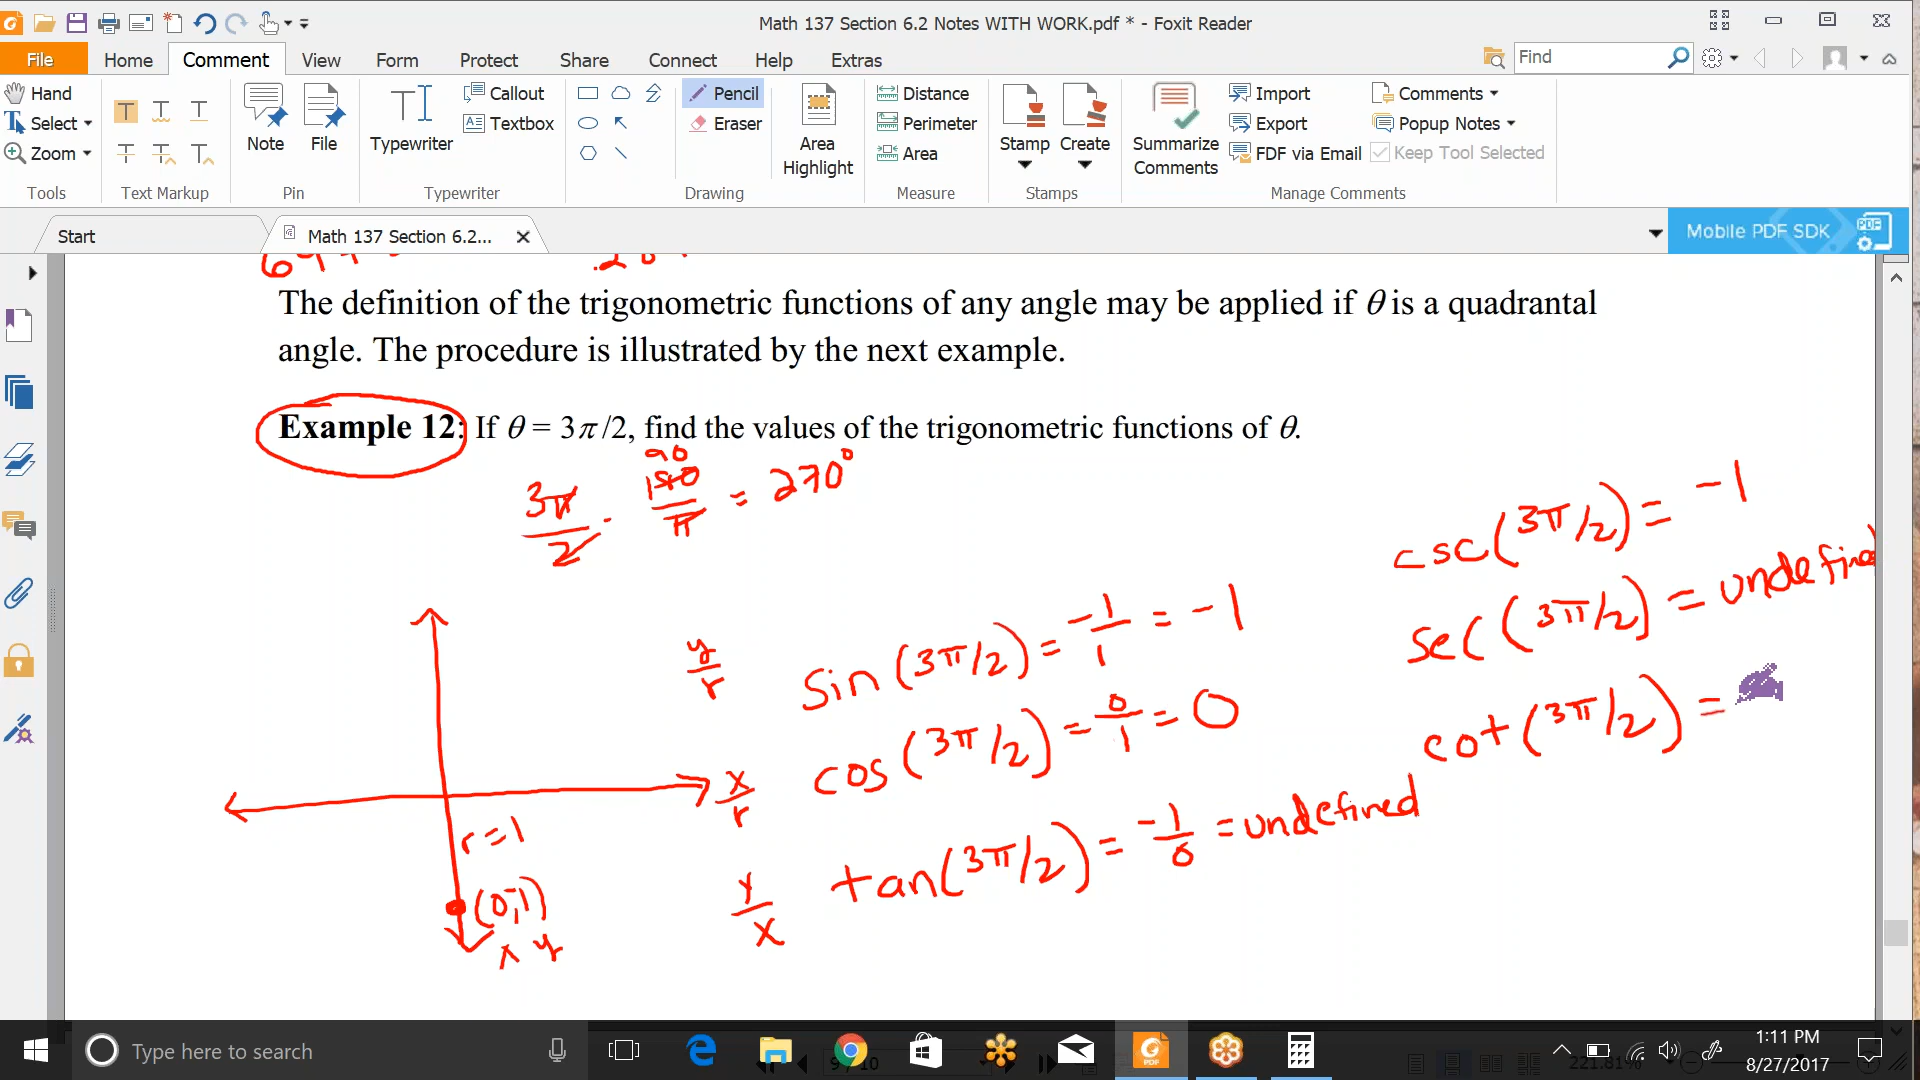 Math 137 Section 6.2 Notes WITH WORK.pdf * - Foxit Reader
File Home Comment View Form Protect Share Connect Help Extras
Find
Hand
Select
Zoom
Tools
Text Markup
Note
File
Pin
Typewriter
Callout
Textbox
Typewriter
Pencil
Eraser
Drawing
Area Highlight
Distance
Perimeter
Area
Measure
Stamp
Create
Stamps
Summarize Comments
Import
Export
FDF via Email
Comments
Popup Notes
Keep Tool Selected
Manage Comments
Start
Math 137 Section 6.2...
Mobile PDF SDK
The definition of the trigonometric functions of any angle may be applied if θ is a quadrantal
angle. The procedure is illustrated by the next example.
Example 12: If θ = 3π/2, find the values of the trigonometric functions of θ.
3π/2 · 180/π = 270°
90
csc(3π/2) = -1
sec(3π/2) = undefined
cot(3π/2) =
y/r sin(3π/2) = -1/1 = -1
x/r cos(3π/2) = 0/1 = 0
y/x tan(3π/2) = -1/0 = undefined
r=1
(0,-1)
x y
Type here to search
9 / 10
221.81%
1:11 PM
8/27/2017